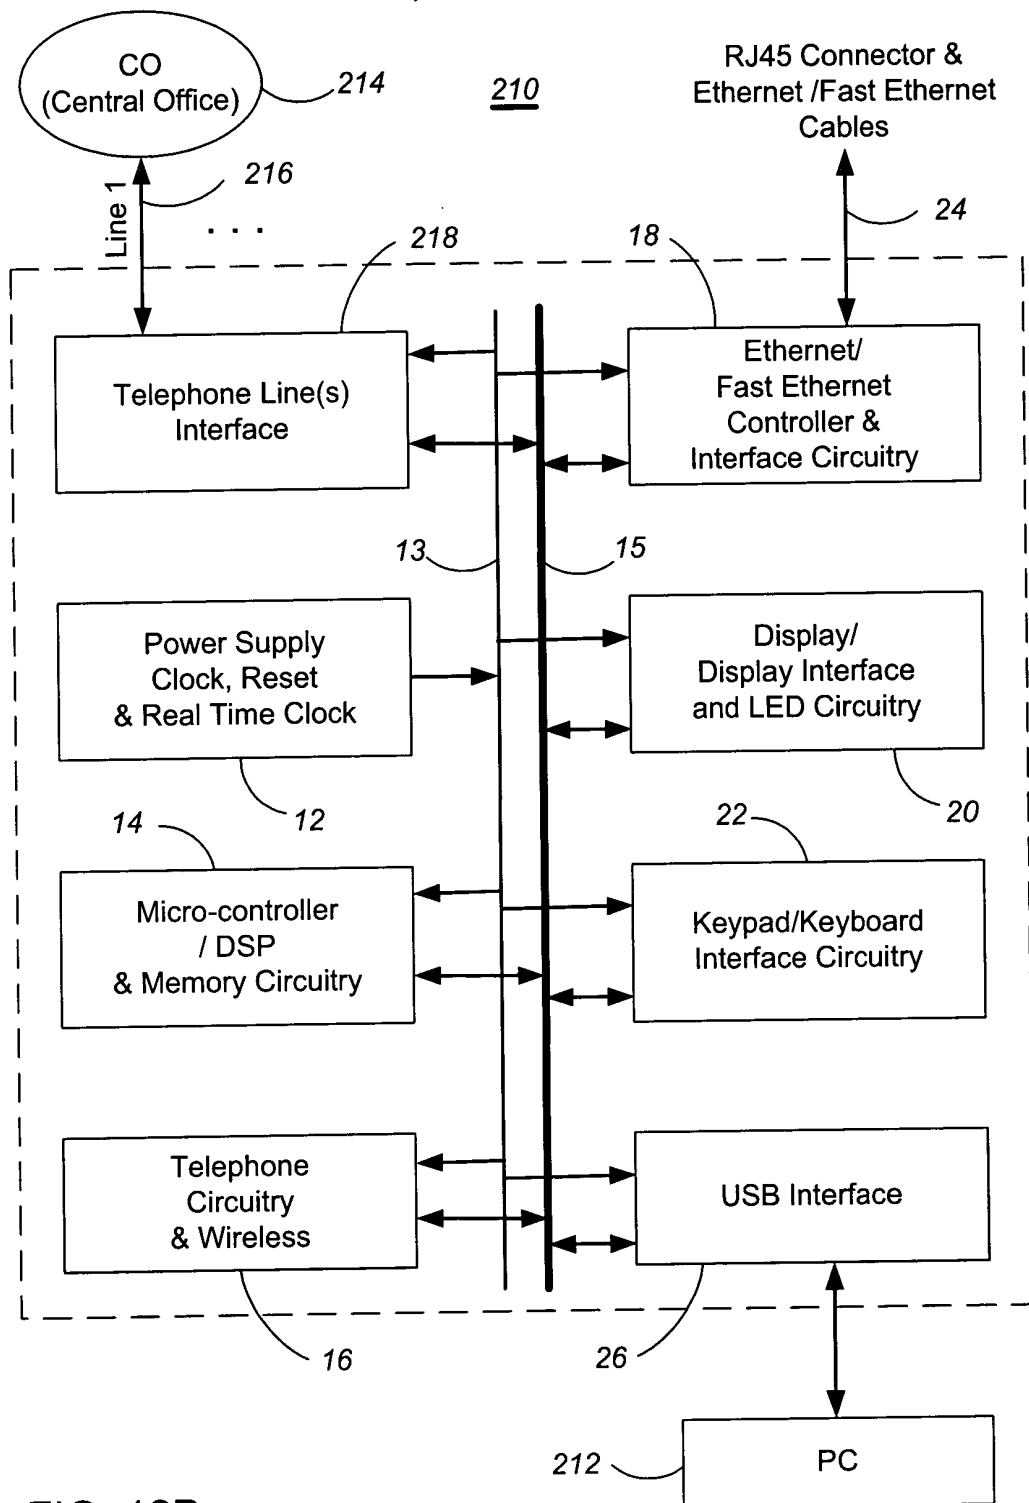 CO
(Central Office)
214
210
RJ45 Connector &
Ethernet /Fast Ethernet
Cables
Line 1
216
. . .
24
218
18
Telephone Line(s)
Interface
Ethernet/
Fast Ethernet
Controller &
Interface Circuitry
13
15
Power Supply
Clock, Reset
& Real Time Clock
Display/
Display Interface
and LED Circuitry
12
20
14
22
Micro-controller
/ DSP
& Memory Circuitry
Keypad/Keyboard
Interface Circuitry
Telephone
Circuitry
& Wireless
USB Interface
16
26
212
PC